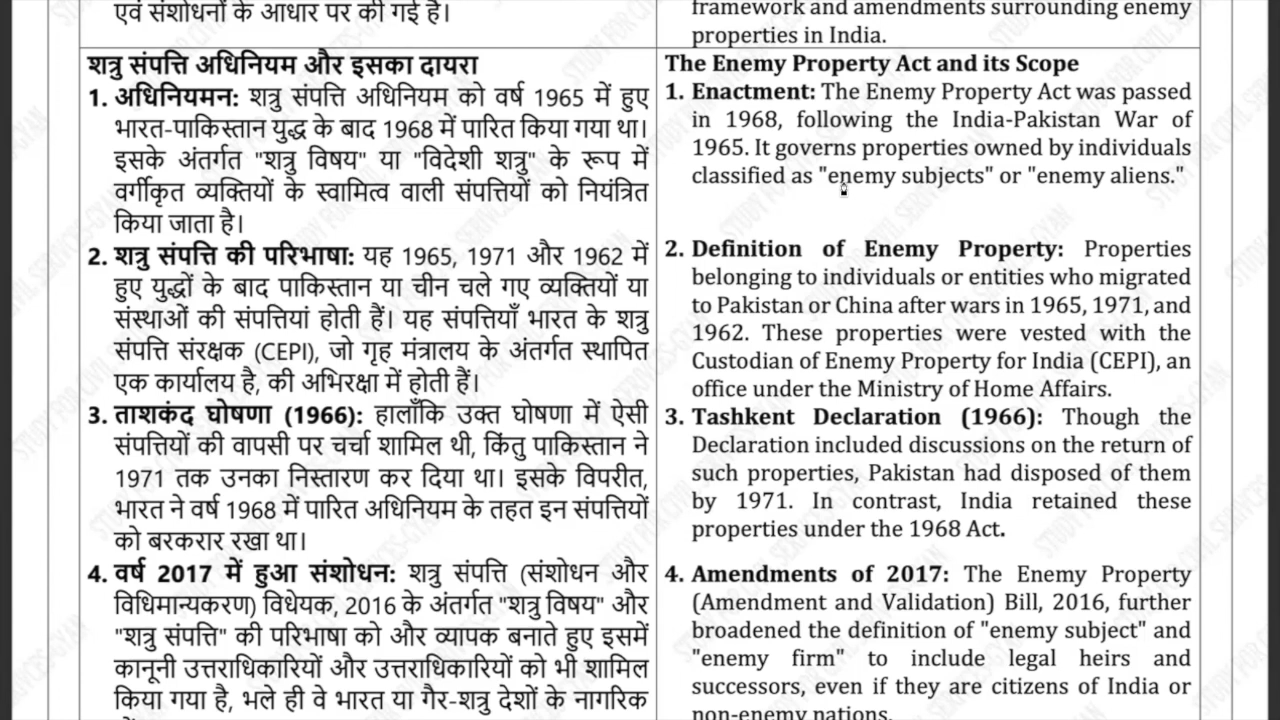 एवं संशोधनों के आधार पर की गई है।
शत्रु संपत्ति अधिनियम और इसका दायरा
1. अधिनियमन: शत्रु संपत्ति अधिनियम को वर्ष 1965 में हुए
भारत-पाकिस्तान युद्ध के बाद 1968 में पारित किया गया था।
इसके अंतर्गत "शत्रु विषय" या "विदेशी शत्रु" के रूप में
वर्गीकृत व्यक्तियों के स्वामित्व वाली संपत्तियों को नियंत्रित
किया जाता है।
2. शत्रु संपत्ति की परिभाषा: यह 1965, 1971 और 1962 में
हुए युद्धों के बाद पाकिस्तान या चीन चले गए व्यक्तियों या
संस्थाओं की संपत्तियां होती हैं। यह संपत्तियाँ भारत के शत्रु
संपत्ति संरक्षक (CEPI), जो गृह मंत्रालय के अंतर्गत स्थापित
एक कार्यालय है, की अभिरक्षा में होती हैं।
3. ताशकंद घोषणा (1966): हालाँकि उक्त घोषणा में ऐसी
संपत्तियों की वापसी पर चर्चा शामिल थी, किंतु पाकिस्तान ने
1971 तक उनका निस्तारण कर दिया था। इसके विपरीत,
भारत ने वर्ष 1968 में पारित अधिनियम के तहत इन संपत्तियों
को बरकरार रखा था।
4. वर्ष 2017 में हुआ संशोधन: शत्रु संपत्ति (संशोधन और
विधिमान्यकरण) विधेयक, 2016 के अंतर्गत "शत्रु विषय" और
"शत्रु संपत्ति" की परिभाषा को और व्यापक बनाते हुए इसमें
कानूनी उत्तराधिकारियों और उत्तराधिकारियों को भी शामिल
किया गया है, भले ही वे भारत या गैर-शत्रु देशों के नागरिक
framework and amendments surrounding enemy
properties in India.
The Enemy Property Act and its Scope
1. Enactment: The Enemy Property Act was passed
in 1968, following the India-Pakistan War of
1965. It governs properties owned by individuals
classified as "enemy subjects" or "enemy aliens."
2. Definition of Enemy Property: Properties
belonging to individuals or entities who migrated
to Pakistan or China after wars in 1965, 1971, and
1962. These properties were vested with the
Custodian of Enemy Property for India (CEPI), an
office under the Ministry of Home Affairs.
3. Tashkent Declaration (1966): Though the
Declaration included discussions on the return of
such properties, Pakistan had disposed of them
by 1971. In contrast, India retained these
properties under the 1968 Act.
4. Amendments of 2017: The Enemy Property
(Amendment and Validation) Bill, 2016, further
broadened the definition of "enemy subject" and
"enemy firm" to include legal heirs and
successors, even if they are citizens of India or
non-enemy nations.